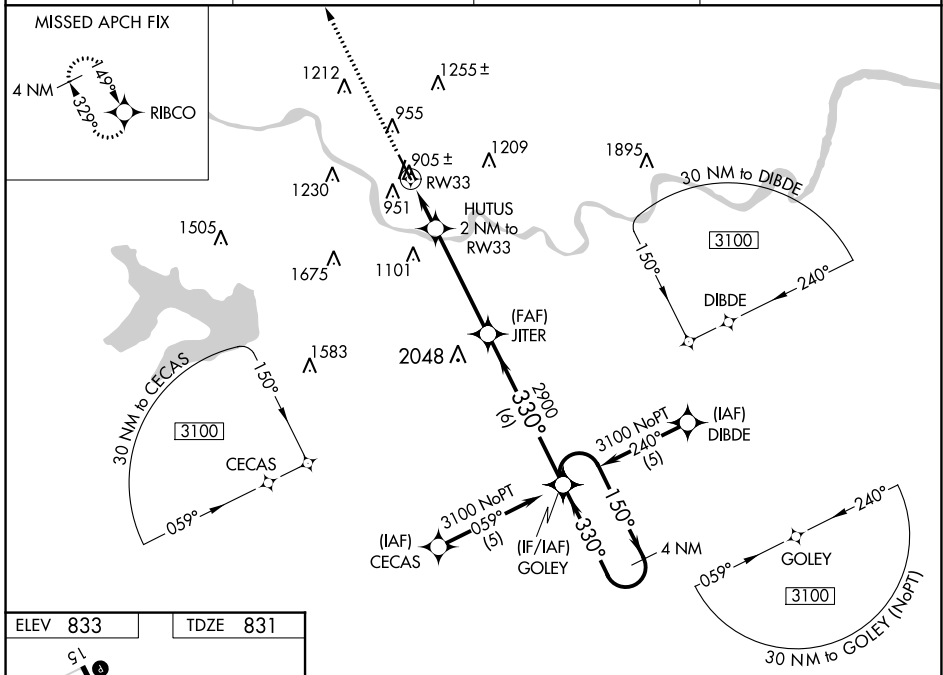 MISSED APCH FIX
4 NM
149°
329°
RIBCO
1212
1255 ±
955
905 ±
RW33
1209
1895
1230
951
HUTUS
2 NM to
RW33
1505
1675
1101
30 NM to DIBDE
3100
150°
240°
DIBDE
(FAF)
JITER
2048
1583
30 NM to CECAS
150°
3100
CECAS
059°
2900
330°
(6)
(IAF)
DIBDE
3100 NoPT
240°
(5)
3100 NoPT
059°
(5)
(IAF)
CECAS
(IF/IAF)
GOLEY
150°
330°
4 NM
240°
059°
GOLEY
3100
30 NM to GOLEY (NoPT)
ELEV 833
TDZE 831
15
P